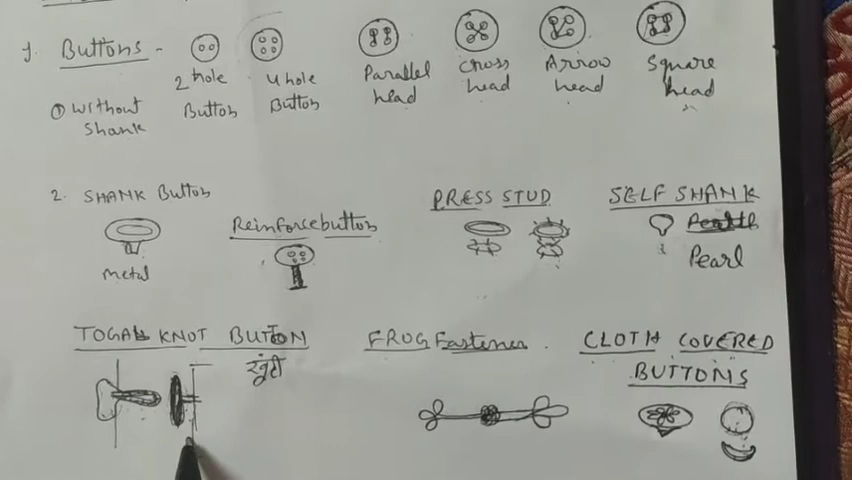 1. Buttons -
2 hole Button
4 hole Button
Parallel head
Cross head
Arrow head
Square head
① Without Shank
2. SHANK Button
Metal
Reinforce button
PRESS STUD
SELF SHANK
Pearl
TOGAL KNOT BUTTON
खूंटी
FROG Fastener.
CLOTH COVERED
BUTTONS